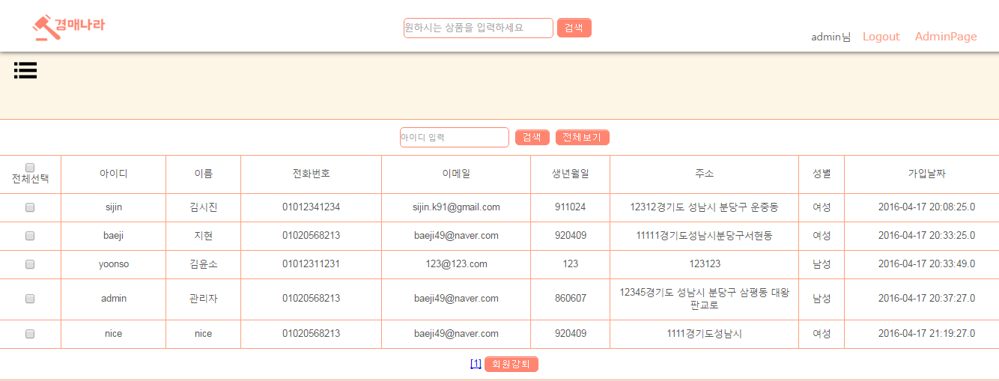 경매나라
원하시는 상품을 입력하세요 검색
admin님 Logout AdminPage
아이디 입력 검색 전체보기
전체선택 아이디 이름 전화번호 이메일 생년월일 주소 성별 가입날짜
sijin 김시진 01012341234 sijin.k91@gmail.com 911024 12312경기도 성남시 분당구 운중동 여성 2016-04-17 20:08:25.0
baeji 지현 01020568213 baeji49@naver.com 920409 11111경기도성남시분당구서현동 여성 2016-04-17 20:33:25.0
yoonso 김윤소 01012311231 123@123.com 123 123123 남성 2016-04-17 20:33:49.0
admin 관리자 01020568213 baeji49@naver.com 860607 12345경기도 성남시 분당구 삼평동 대왕
판교로 남성 2016-04-17 20:37:27.0
nice nice 01020568213 baeji49@naver.com 920409 1111경기도성남시 여성 2016-04-17 21:19:27.0
[1] 회원강퇴